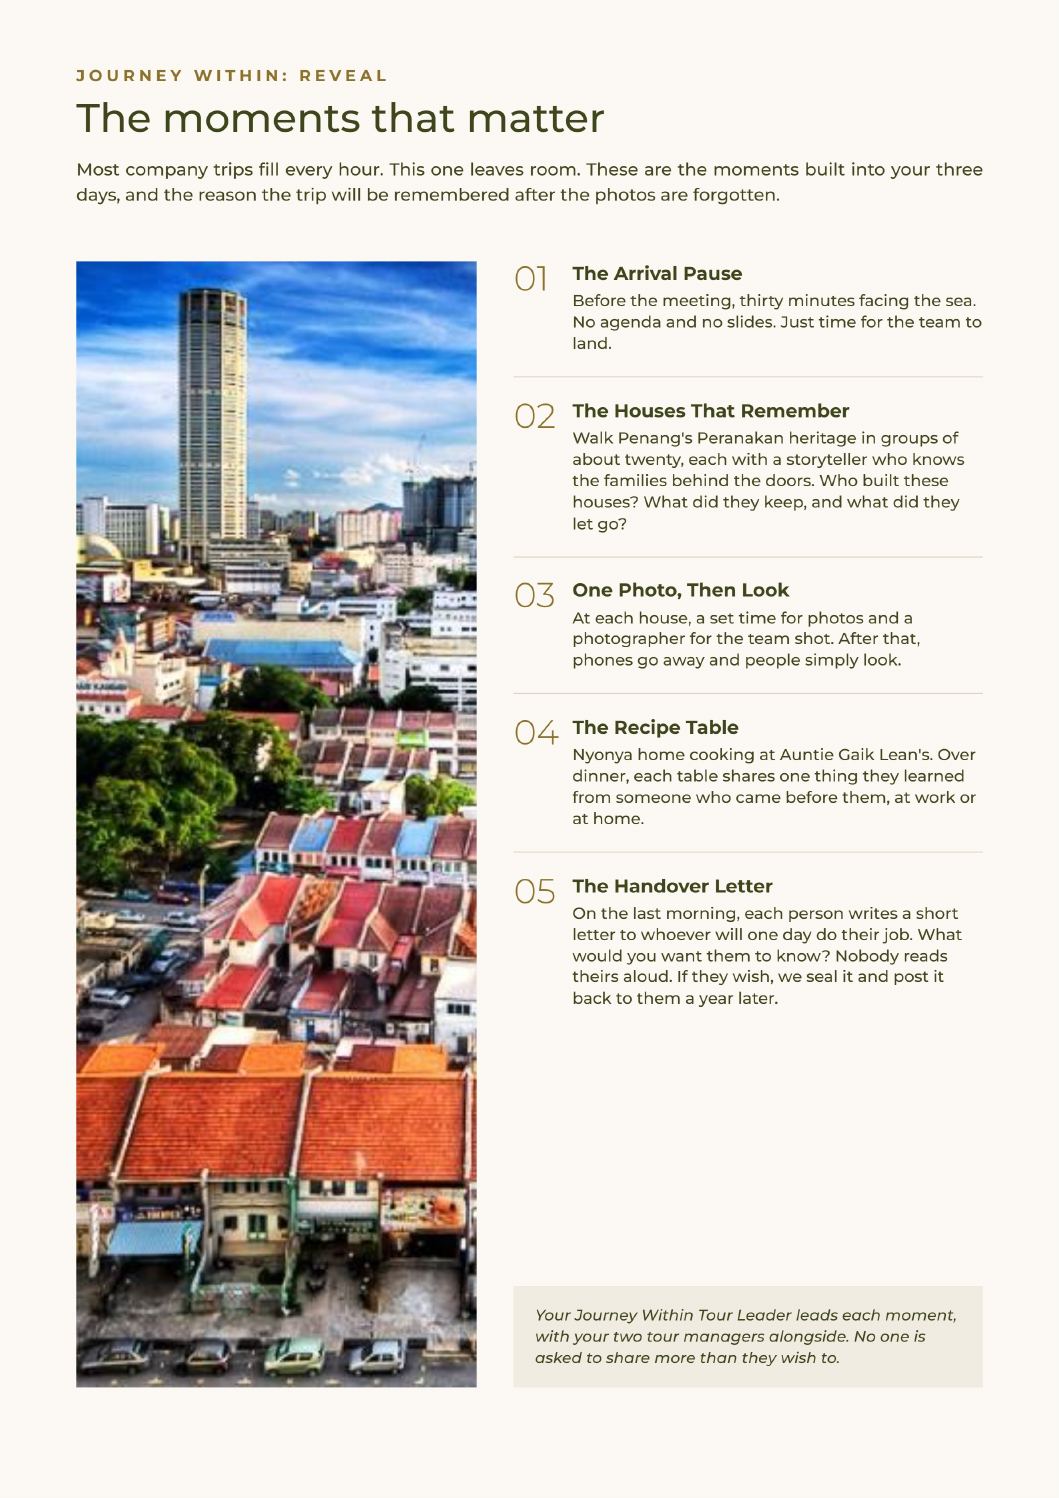 JOURNEY WITHIN: REVEAL
The moments that matter
Most company trips fill every hour. This one leaves room. These are the moments built into your three
days, and the reason the trip will be remembered after the photos are forgotten.
01
The Arrival Pause
Before the meeting, thirty minutes facing the sea.
No agenda and no slides. Just time for the team to
land.
02
The Houses That Remember
Walk Penang's Peranakan heritage in groups of
about twenty, each with a storyteller who knows
the families behind the doors. Who built these
houses? What did they keep, and what did they
let go?
03
One Photo, Then Look
At each house, a set time for photos and a
photographer for the team shot. After that,
phones go away and people simply look.
04
The Recipe Table
Nyonya home cooking at Auntie Gaik Lean's. Over
dinner, each table shares one thing they learned
from someone who came before them, at work or
at home.
05
The Handover Letter
On the last morning, each person writes a short
letter to whoever will one day do their job. What
would you want them to know? Nobody reads
theirs aloud. If they wish, we seal it and post it
back to them a year later.
Your Journey Within Tour Leader leads each moment,
with your two tour managers alongside. No one is
asked to share more than they wish to.